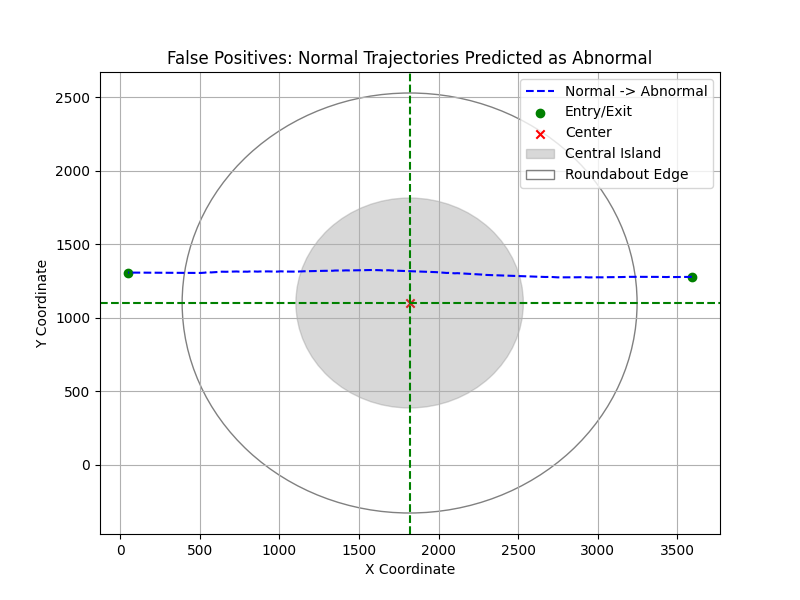 False Positives: Normal Trajectories Predicted as Abnormal
Normal -> Abnormal
Entry/Exit
Center
Central Island
Roundabout Edge
Y Coordinate
2500
2000
1500
1000
500
0
0 500 1000 1500 2000 2500 3000 3500
X Coordinate